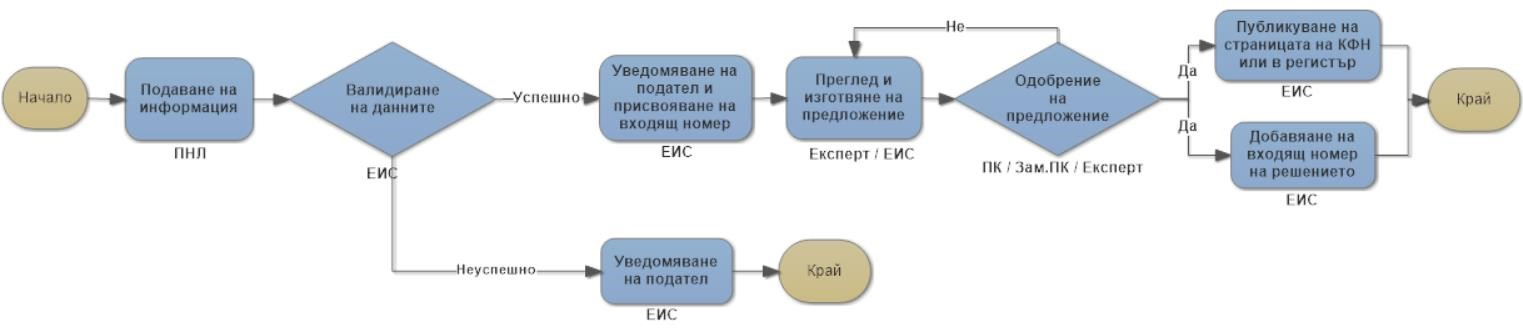 Начало
Подаване на
информация
ПНЛ
Валидиране
на данните
ЕИС
Успешно
Уведомяване на
подател и
присвояване на
входящ номер
ЕИС
Преглед и
изготвяне на
предложение
Експерт / ЕИС
Не
Одобрение
на
предложение
ПК / Зам.ПК / Експерт
Да
Публикуване на
страницата на КФН
или в регистър
ЕИС
Да
Добавяне на
входящ номер
на решението
ЕИС
Край
Неуспешно
Уведомяване
на подател
ЕИС
Край